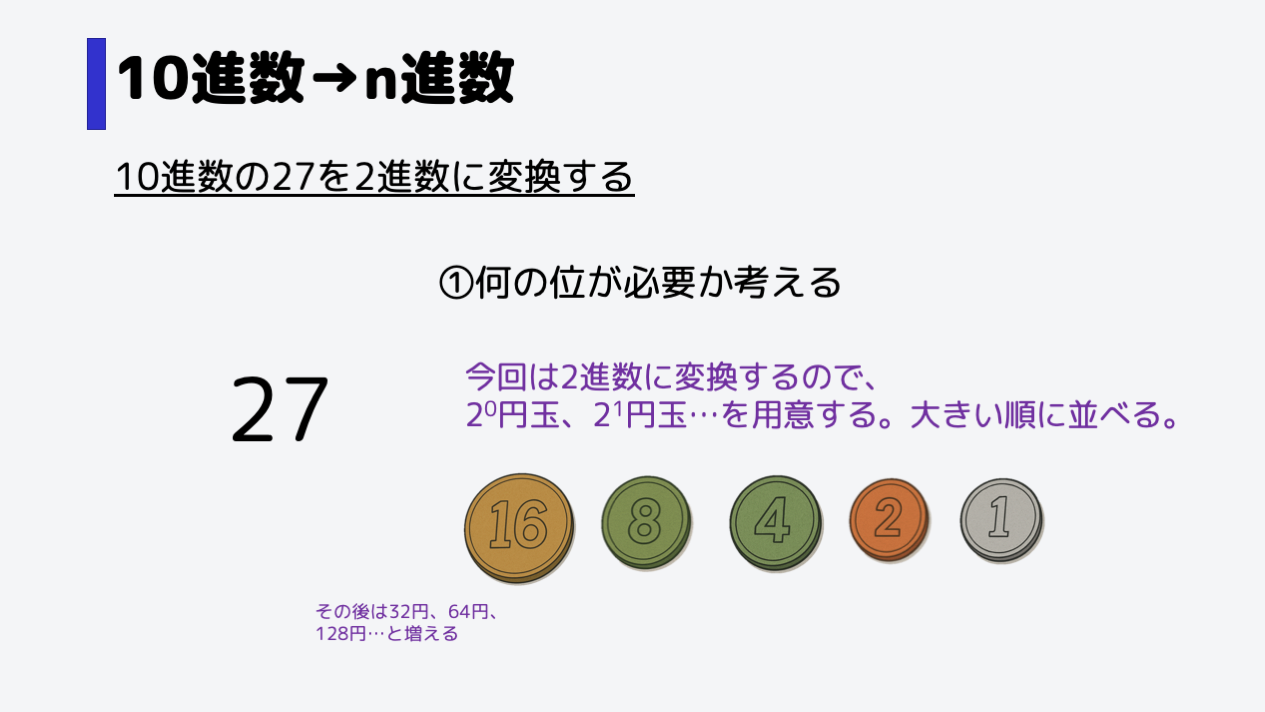 10進数→n進数
10進数の27を2進数に変換する
①何の位が必要か考える
27
今回は2進数に変換するので、
2⁰円玉、2¹円玉…を用意する。大きい順に並べる。
16 8 4 2 1
その後は32円、64円、
128円…と増える